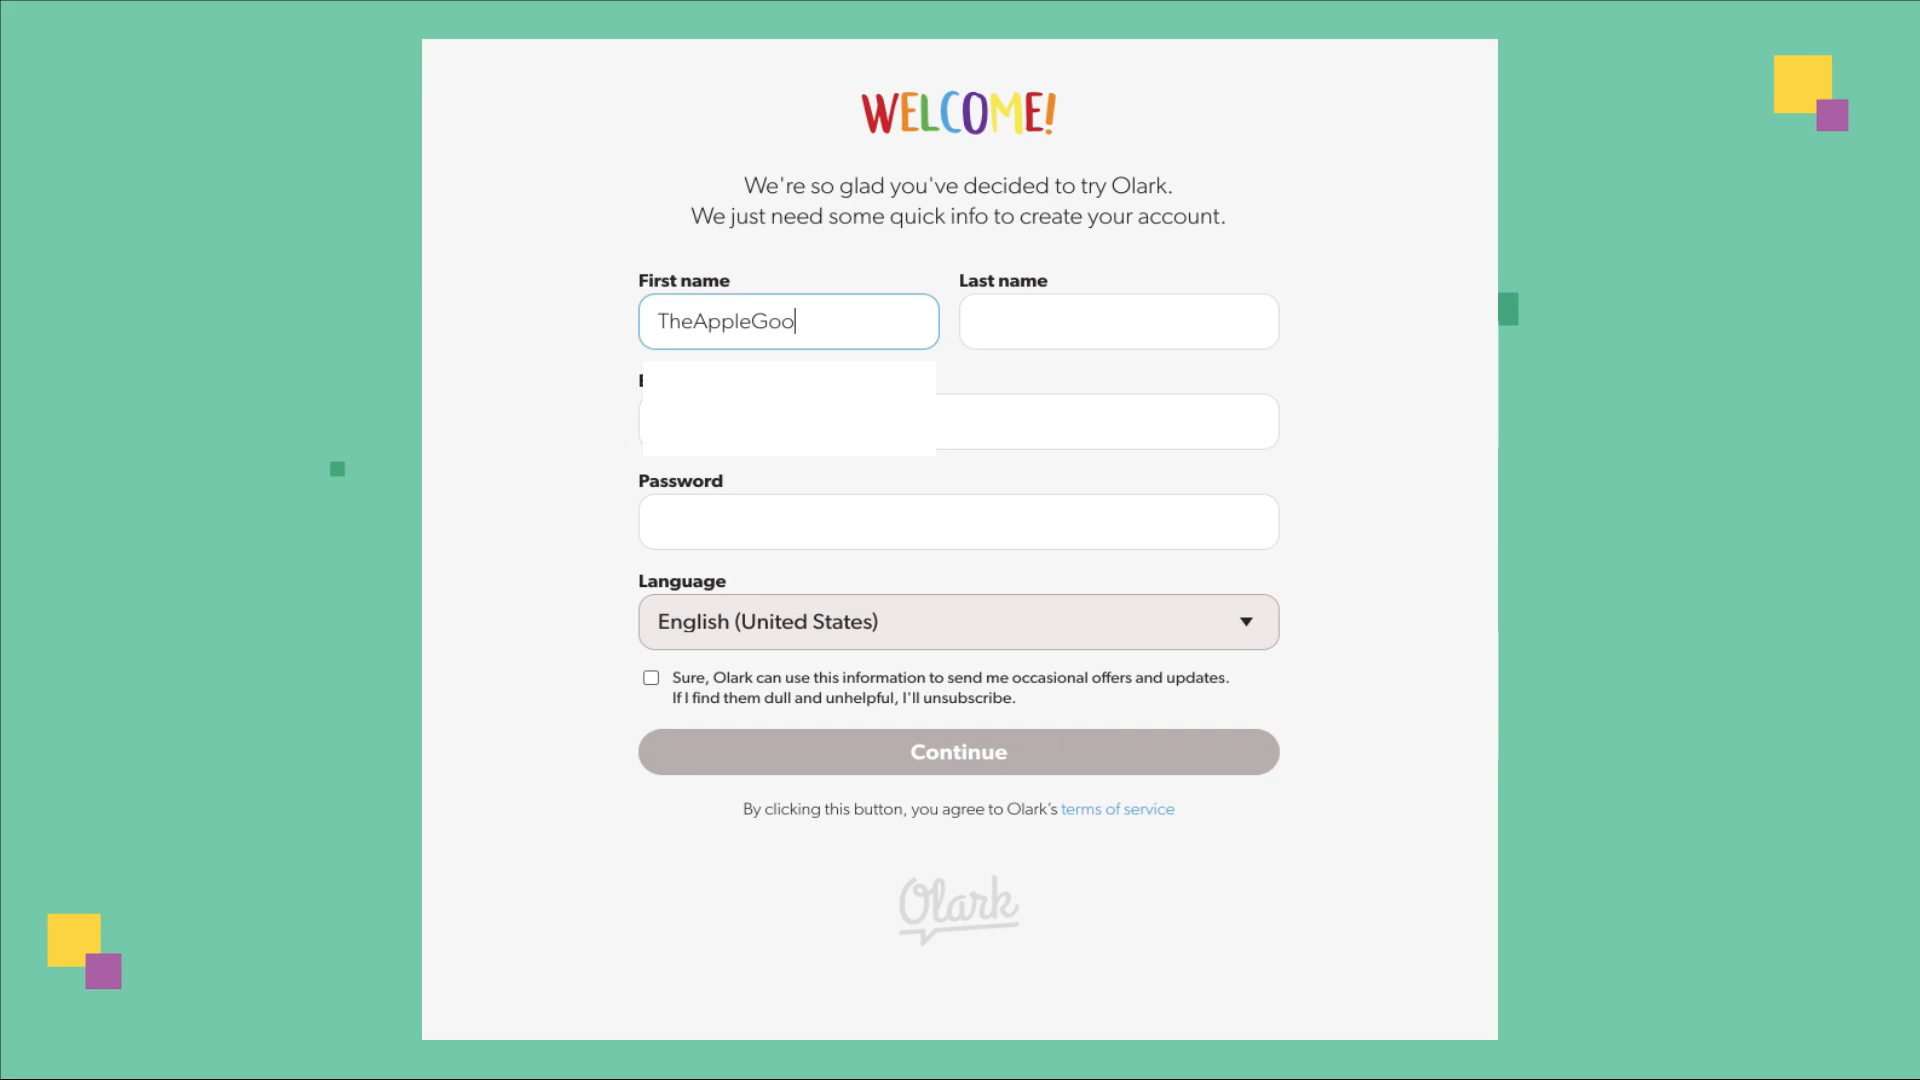 WELCOME!
We're so glad you've decided to try Olark.
We just need some quick info to create your account.
First name
Last name
TheAppleGoo
Password
Language
English (United States)
Sure, Olark can use this information to send me occasional offers and updates.
If I find them dull and unhelpful, I'll unsubscribe.
Continue
By clicking this button, you agree to Olark's terms of service
Olark